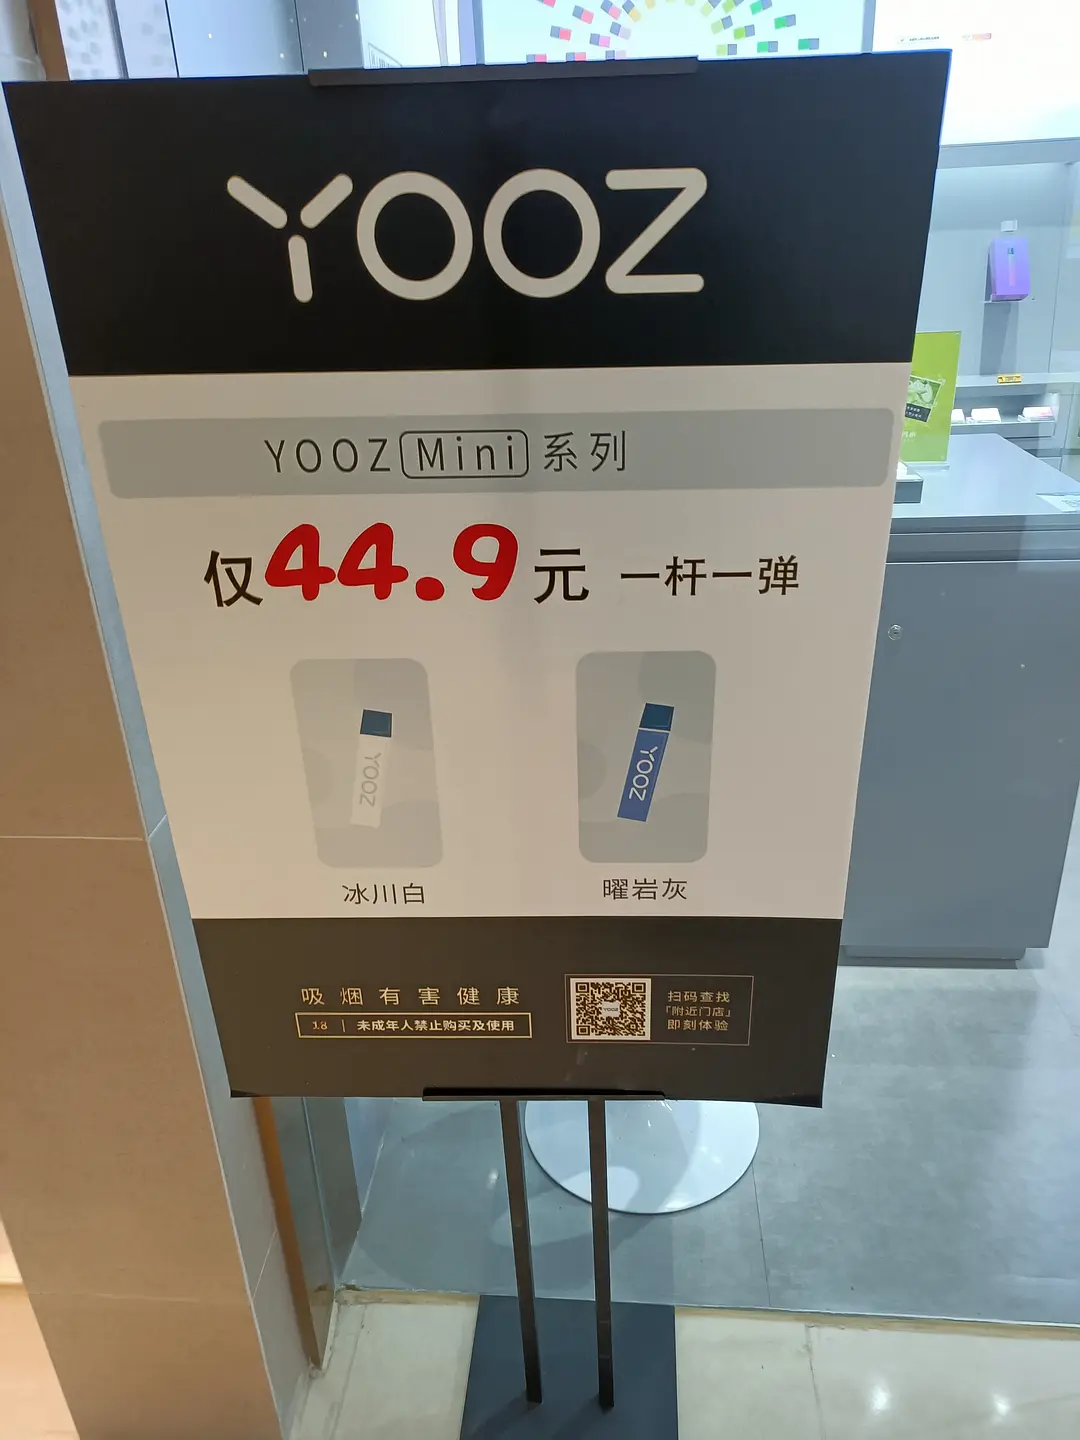 YOOZ
YOOZ Mini 系列
仅44.9元 一杆一弹
YOOZ
YOOZ
冰川白
曜岩灰
吸烟有害健康
18 | 未成年人禁止购买及使用
YOOZ
扫码查找
「附近门店」
即刻体验